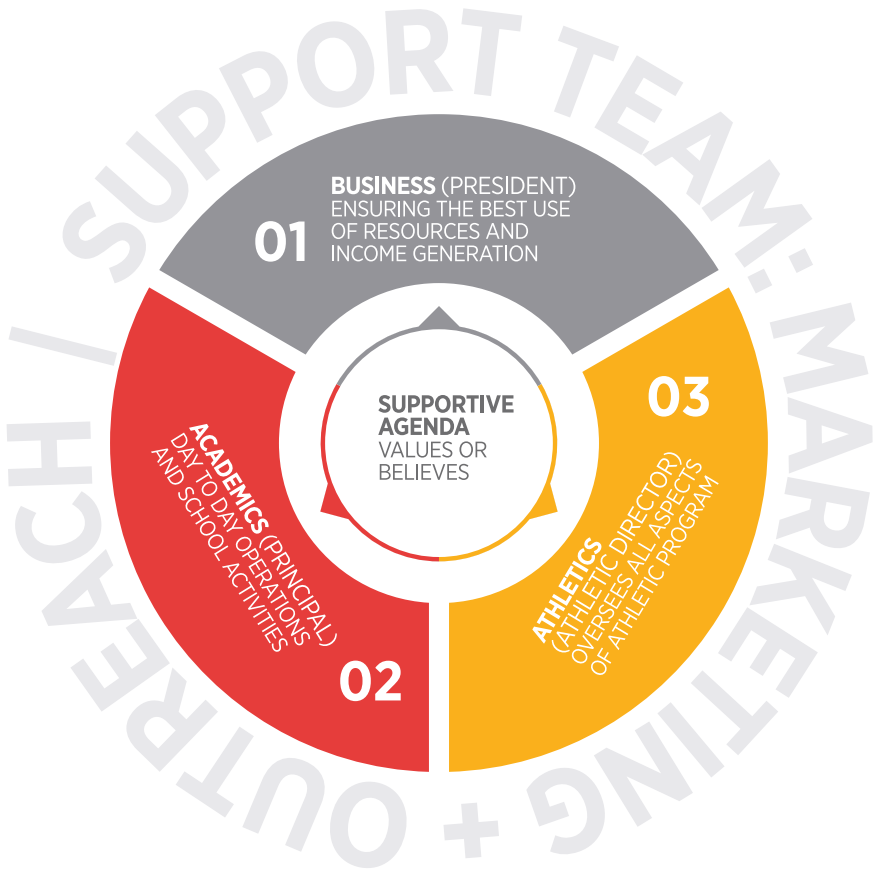 SUPPORT TEAM: MARKETING + OUTREACH /
01
BUSINESS (PRESIDENT)
ENSURING THE BEST USE
OF RESOURCES AND
INCOME GENERATION
SUPPORTIVE
AGENDA
VALUES OR
BELIEVES
ACADEMICS (PRINCIPAL)
DAY TO DAY OPERATIONS
AND SCHOOL ACTIVITIES
02
03
ATHLETICS
(ATHLETIC DIRECTOR)
OVERSEES ALL ASPECTS
OF ATHLETIC PROGRAM